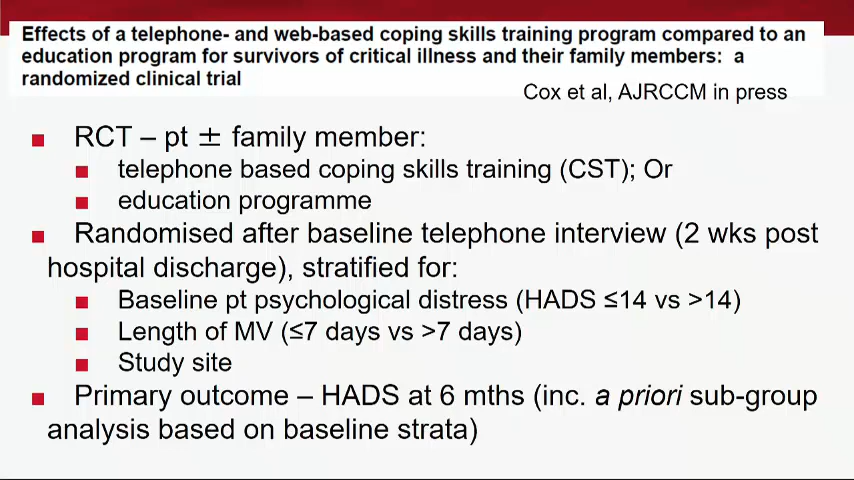 Effects of a telephone- and web-based coping skills training program compared to an
education program for survivors of critical illness and their family members: a
randomized clinical trial
Cox et al, AJRCCM in press
■ RCT – pt ± family member:
■ telephone based coping skills training (CST); Or
■ education programme
■ Randomised after baseline telephone interview (2 wks post
hospital discharge), stratified for:
■ Baseline pt psychological distress (HADS ≤14 vs >14)
■ Length of MV (≤7 days vs >7 days)
■ Study site
■ Primary outcome – HADS at 6 mths (inc. a priori sub-group
analysis based on baseline strata)